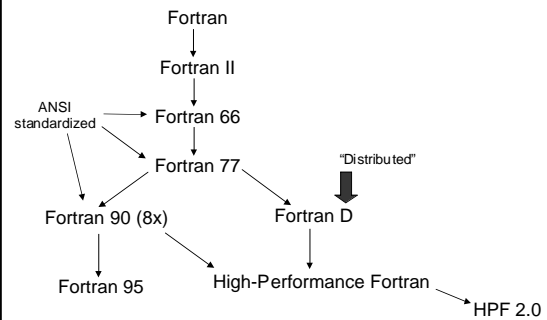 Fortran
Fortran II
ANSI
standardized
Fortran 66
Fortran 77
"Distributed"
Fortran 90 (8x)
Fortran D
Fortran 95
High-Performance Fortran
HPF 2.0